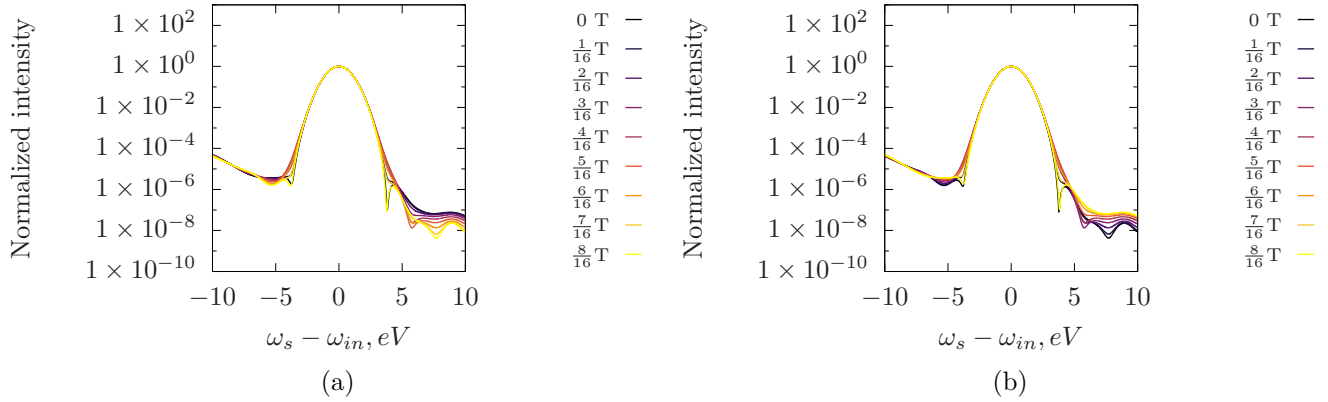 Normalized intensity
1 × 10^2
1 × 10^0
1 × 10^−2
1 × 10^−4
1 × 10^−6
1 × 10^−8
1 × 10^−10
−10 −5 0 5 10
ω_s − ω_in, eV
0 T
1/16 T
2/16 T
3/16 T
4/16 T
5/16 T
6/16 T
7/16 T
8/16 T
(a)
Normalized intensity
1 × 10^2
1 × 10^0
1 × 10^−2
1 × 10^−4
1 × 10^−6
1 × 10^−8
1 × 10^−10
−10 −5 0 5 10
ω_s − ω_in, eV
0 T
1/16 T
2/16 T
3/16 T
4/16 T
5/16 T
6/16 T
7/16 T
8/16 T
(b)